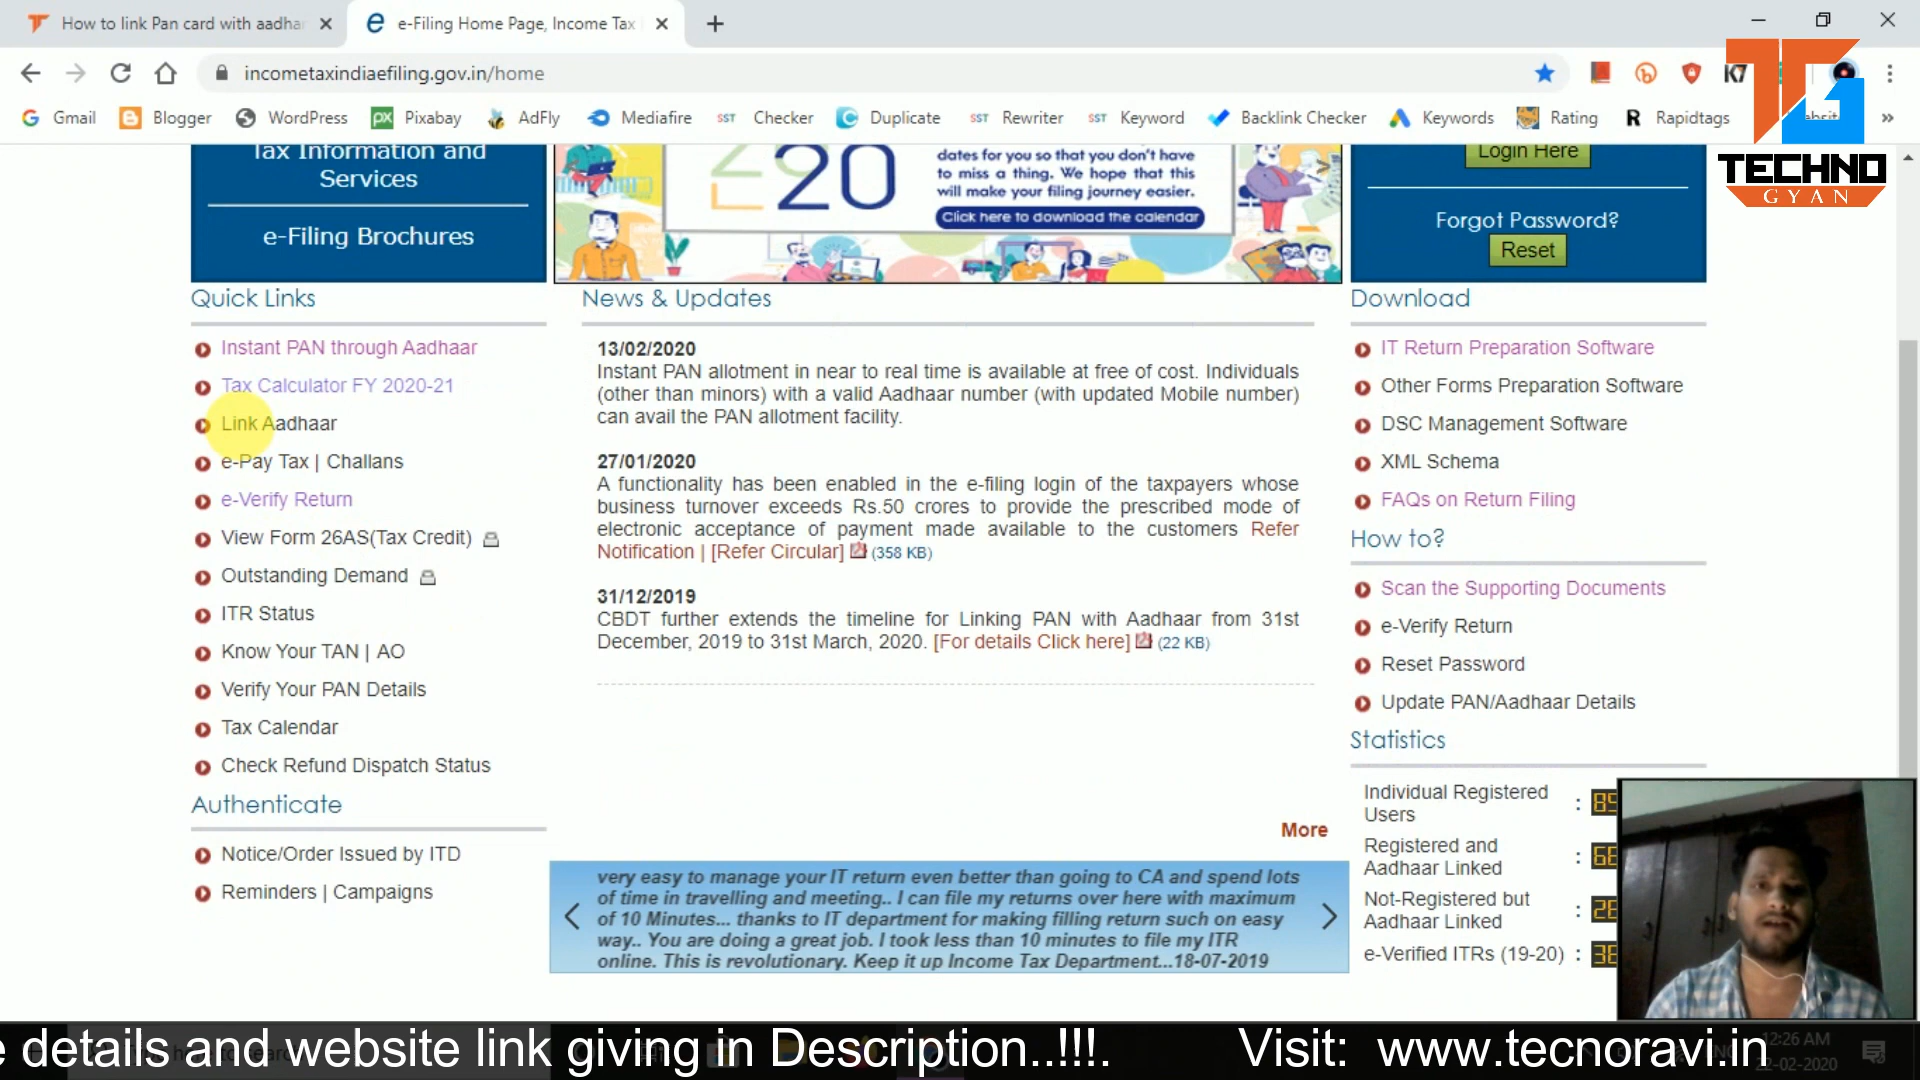 How to link Pan card with aadhar
e-Filing Home Page, Income Tax
incometaxindiaefiling.gov.in/home
K7
Gmail
Blogger
WordPress
Pixabay
AdFly
Mediafire
Checker
Duplicate
Rewriter
Keyword
Backlink Checker
Keywords
Rating
Rapidtags
TECHNO
GYAN
Tax Information and
Services
e-Filing Brochures
20
dates for you so that you don't have
to miss a thing. We hope that this
will make your filing journey easier.
Click here to download the calendar
Login Here
Forgot Password?
Reset
Quick Links
Instant PAN through Aadhaar
Tax Calculator FY 2020-21
Link Aadhaar
e-Pay Tax | Challans
e-Verify Return
View Form 26AS(Tax Credit)
Outstanding Demand
ITR Status
Know Your TAN | AO
Verify Your PAN Details
Tax Calendar
Check Refund Dispatch Status
Authenticate
Notice/Order Issued by ITD
Reminders | Campaigns
News & Updates
13/02/2020
Instant PAN allotment in near to real time is available at free of cost. Individuals
(other than minors) with a valid Aadhaar number (with updated Mobile number)
can avail the PAN allotment facility.
27/01/2020
A functionality has been enabled in the e-filing login of the taxpayers whose
business turnover exceeds Rs.50 crores to provide the prescribed mode of
electronic acceptance of payment made available to the customers Refer
Notification | [Refer Circular] (358 KB)
31/12/2019
CBDT further extends the timeline for Linking PAN with Aadhaar from 31st
December, 2019 to 31st March, 2020. [For details Click here] (22 KB)
More
very easy to manage your IT return even better than going to CA and spend lots
of time in travelling and meeting.. I can file my returns over here with maximum
of 10 Minutes... thanks to IT department for making filling return such on easy
way.. You are doing a great job. I took less than 10 minutes to file my ITR
online. This is revolutionary. Keep it up Income Tax Department...18-07-2019
Download
IT Return Preparation Software
Other Forms Preparation Software
DSC Management Software
XML Schema
FAQs on Return Filing
How to?
Scan the Supporting Documents
e-Verify Return
Reset Password
Update PAN/Aadhaar Details
Statistics
Individual Registered
Users :
Registered and
Aadhaar Linked :
Not-Registered but
Aadhaar Linked :
e-Verified ITRs (19-20) :
e details and website link giving in Description..!!!. Visit: www.tecnoravi.in
12:26 AM
22-02-2020